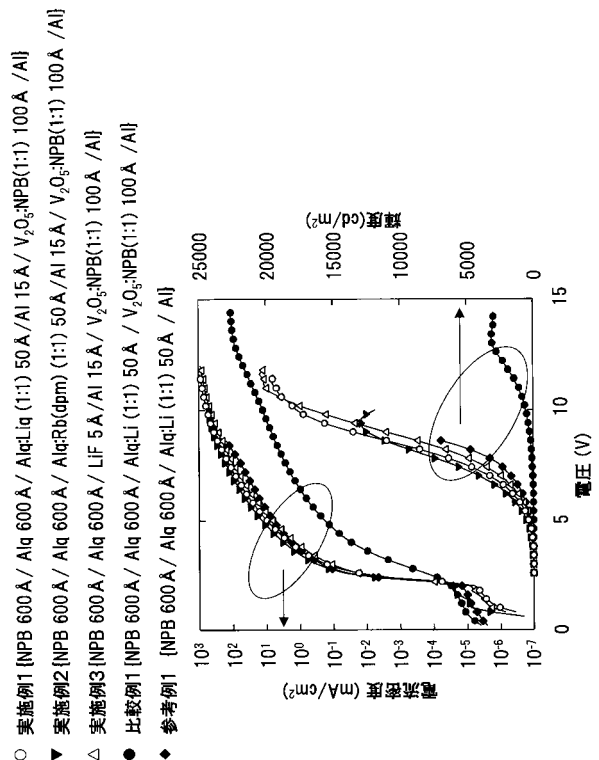 ○ 実施例1 [NPB 600Å/ Alq 600Å/ Alq:Liq (1:1) 50Å/Al 15Å/ V₂O₅:NPB(1:1) 100Å /Al]
▼ 実施例2 [NPB 600Å/ Alq 600Å/ Alq:Rb(dpm) (1:1) 50Å/Al 15Å/ V₂O₅:NPB(1:1) 100Å /Al]
△ 実施例3 [NPB 600Å/ Alq 600Å/ LiF 5Å/Al 15Å/ V₂O₅:NPB(1:1) 100Å /Al]
● 比較例1 [NPB 600Å/ Alq 600Å/ Alq:Li (1:1) 50Å / V₂O₅:NPB(1:1) 100Å /Al]
◆ 参考例1 [NPB 600Å/ Alq 600Å/ Alq:Li (1:1) 50Å / Al]
電流密度 (mA/cm²)
10³
10²
10¹
10⁰
10⁻¹
10⁻²
10⁻³
10⁻⁴
10⁻⁵
10⁻⁶
10⁻⁷
輝度(cd/m²)
25000
20000
15000
10000
5000
0
0
5
10
15
電圧 (V)